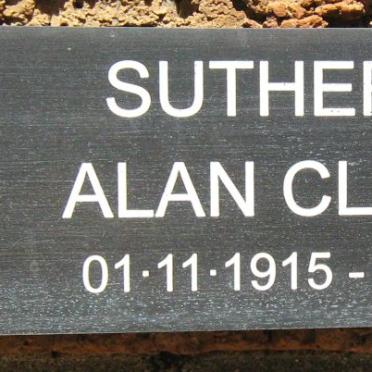 SUTHE
ALAN CL
01·11·1915 -